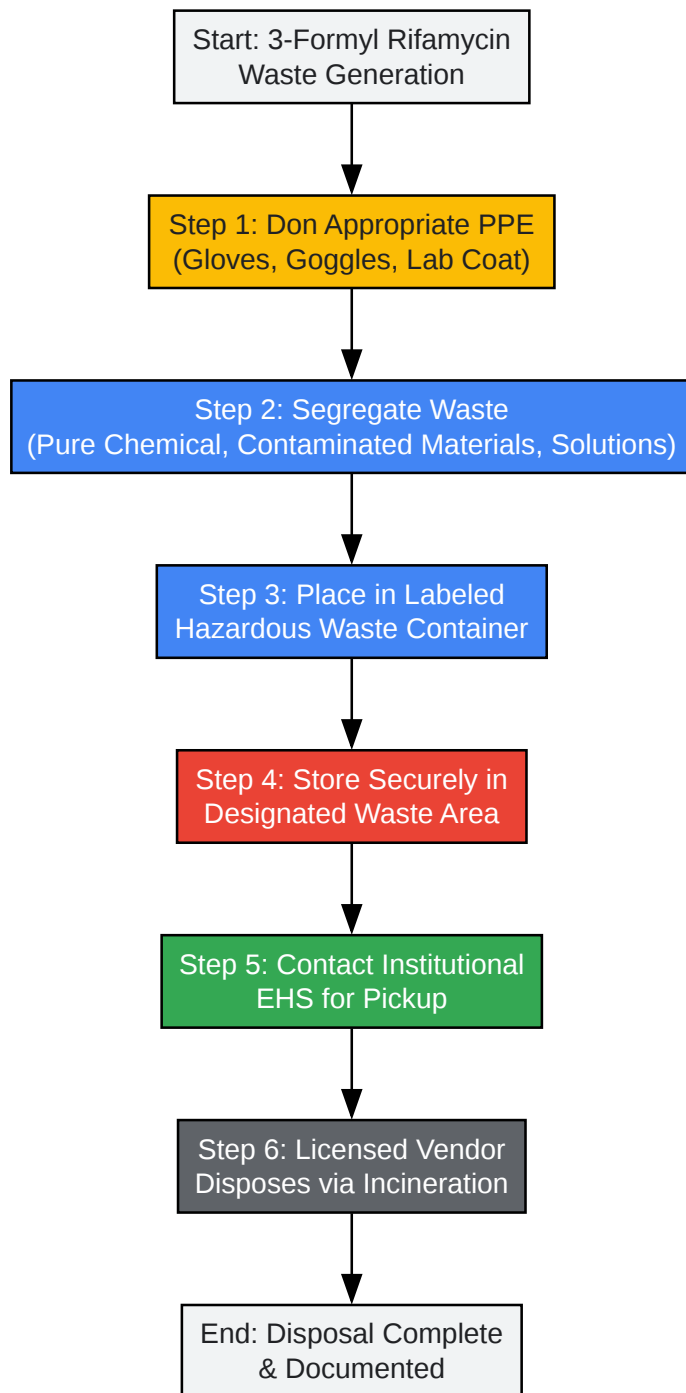 Start: 3-Formyl Rifamycin
Waste Generation
Step 1: Don Appropriate PPE
(Gloves, Goggles, Lab Coat)
Step 2: Segregate Waste
(Pure Chemical, Contaminated Materials, Solutions)
Step 3: Place in Labeled
Hazardous Waste Container
Step 4: Store Securely in
Designated Waste Area
Step 5: Contact Institutional
EHS for Pickup
Step 6: Licensed Vendor
Disposes via Incineration
End: Disposal Complete
& Documented